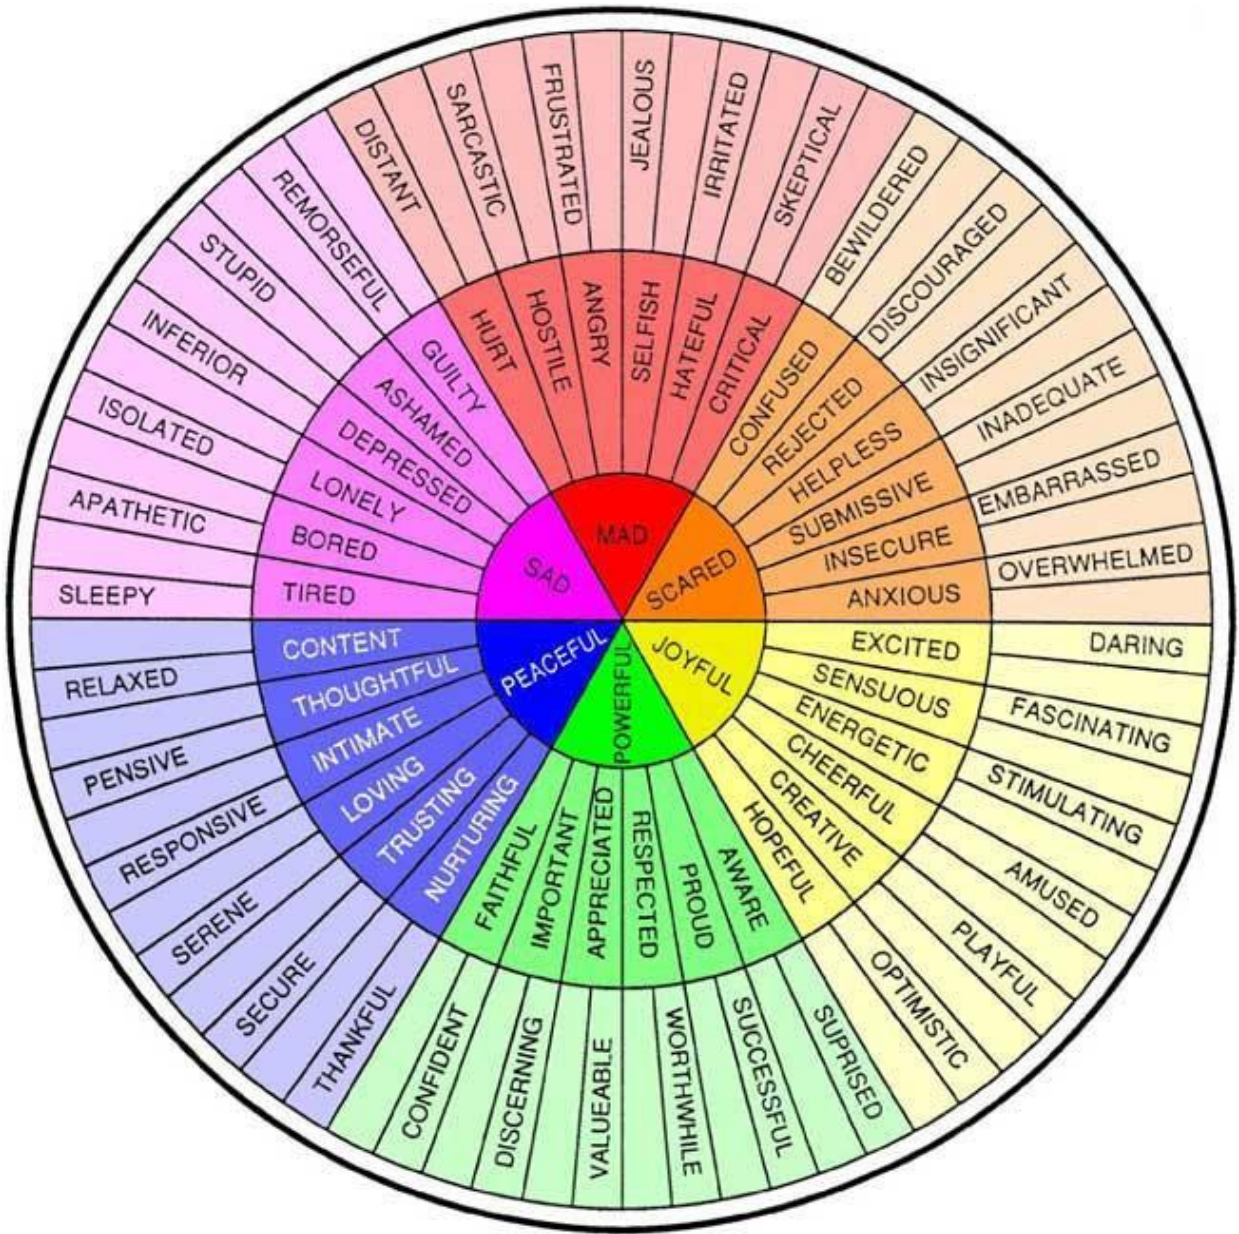 MAD
SCARED
JOYFUL
POWERFUL
PEACEFUL
SAD
HURT
HOSTILE
ANGRY
SELFISH
HATEFUL
CRITICAL
CONFUSED
REJECTED
HELPLESS
SUBMISSIVE
INSECURE
ANXIOUS
EXCITED
SENSUOUS
ENERGETIC
CHEERFUL
CREATIVE
HOPEFUL
AWARE
PROUD
RESPECTED
APPRECIATED
IMPORTANT
FAITHFUL
NURTURING
TRUSTING
LOVING
INTIMATE
THOUGHTFUL
CONTENT
TIRED
BORED
LONELY
DEPRESSED
ASHAMED
GUILTY
DISTANT
SARCASTIC
FRUSTRATED
JEALOUS
IRRITATED
SKEPTICAL
BEWILDERED
DISCOURAGED
INSIGNIFICANT
INADEQUATE
EMBARRASSED
OVERWHELMED
DARING
FASCINATING
STIMULATING
AMUSED
PLAYFUL
OPTIMISTIC
SUPRISED
SUCCESSFUL
WORTHWHILE
VALUEABLE
DISCERNING
CONFIDENT
THANKFUL
SECURE
SERENE
RESPONSIVE
PENSIVE
RELAXED
SLEEPY
APATHETIC
ISOLATED
INFERIOR
STUPID
REMORSEFUL